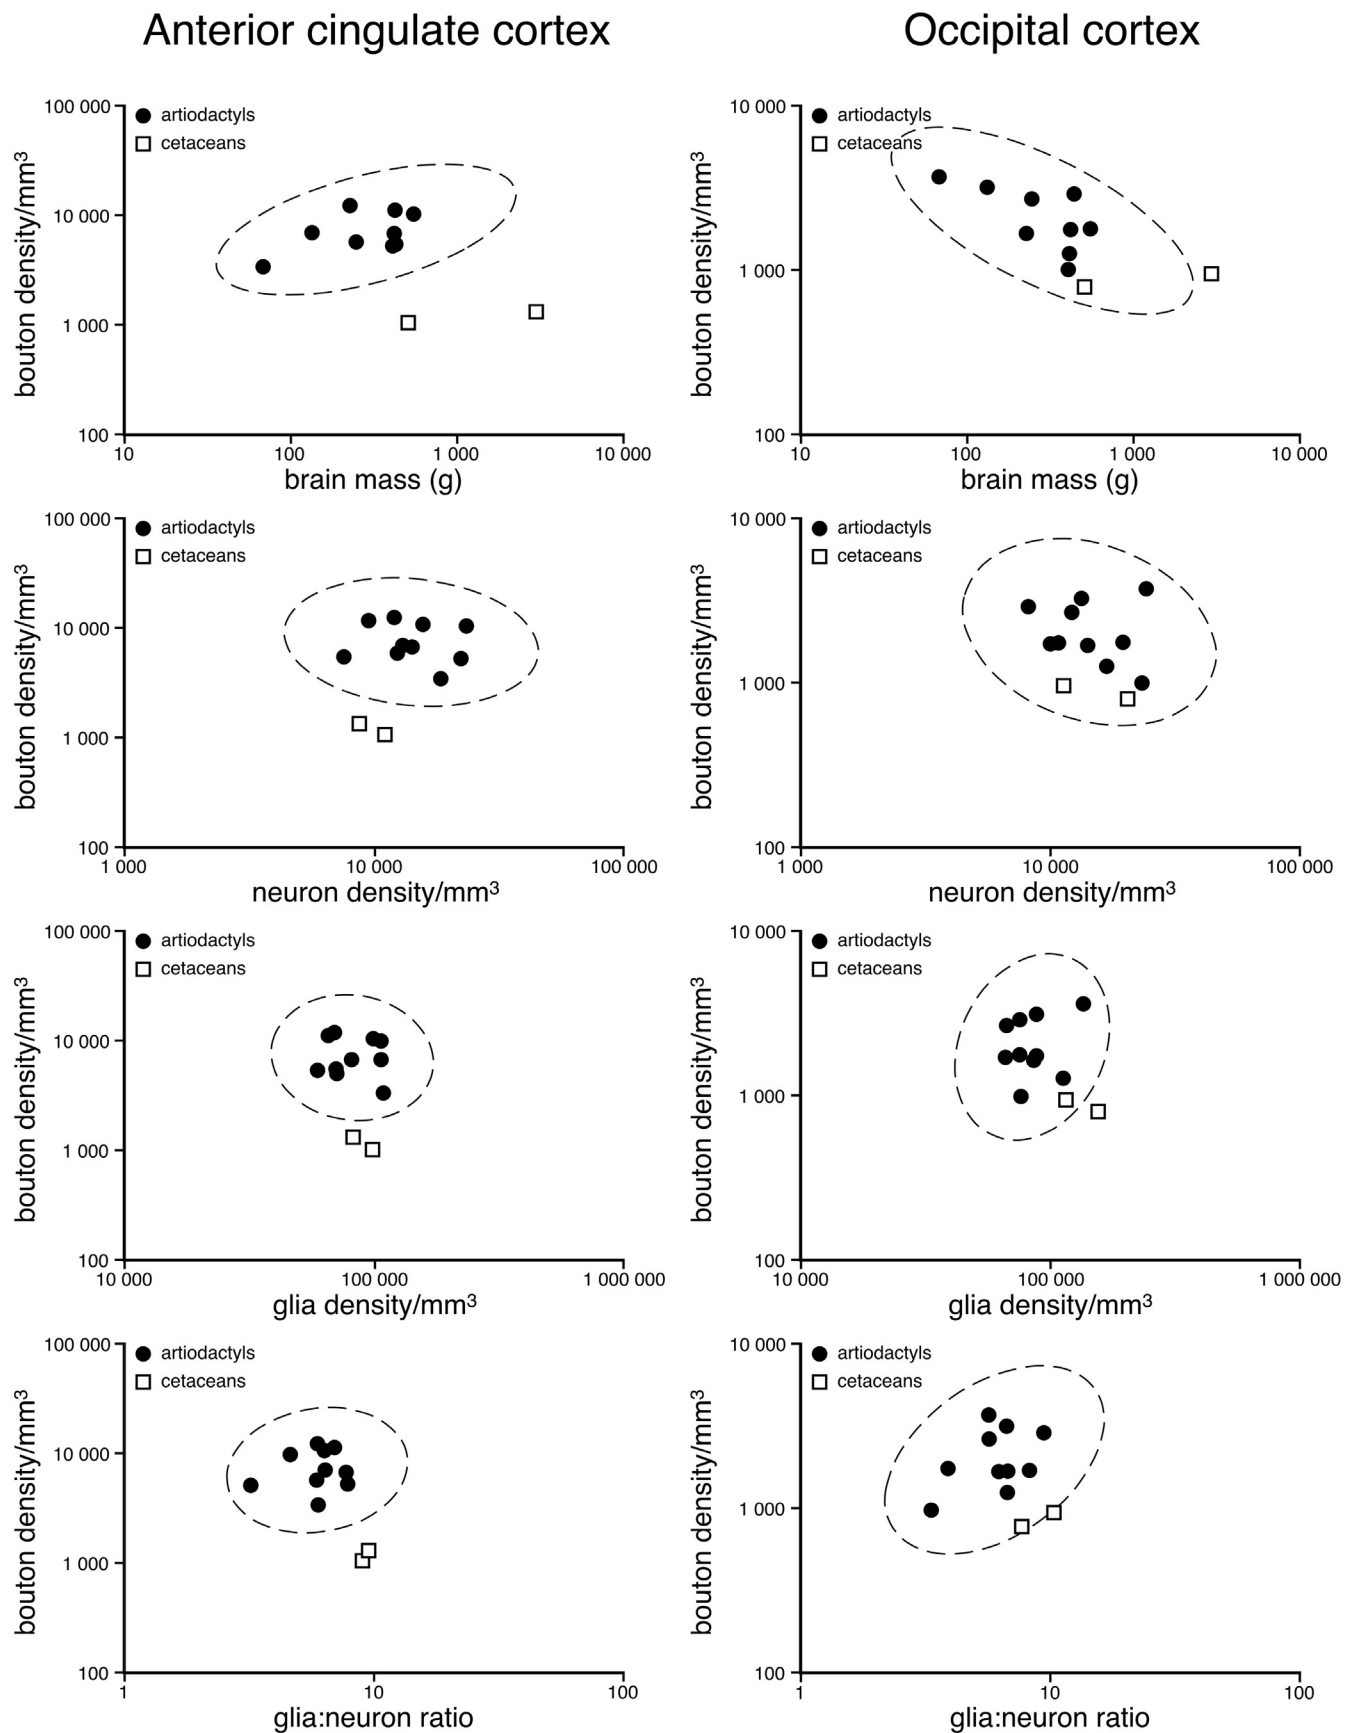 Anterior cingulate cortex
Occipital cortex
100 000
10 000
1 000
100
bouton density/mm³
artiodactyls
cetaceans
10
100
1 000
10 000
brain mass (g)
10 000
1 000
100
bouton density/mm³
artiodactyls
cetaceans
10
100
1 000
10 000
brain mass (g)
100 000
10 000
1 000
100
bouton density/mm³
artiodactyls
cetaceans
1 000
10 000
100 000
neuron density/mm³
10 000
1 000
100
bouton density/mm³
artiodactyls
cetaceans
1 000
10 000
100 000
neuron density/mm³
100 000
10 000
1 000
100
bouton density/mm³
artiodactyls
cetaceans
10 000
100 000
1 000 000
glia density/mm³
10 000
1 000
100
bouton density/mm³
artiodactyls
cetaceans
10 000
100 000
1 000 000
glia density/mm³
100 000
10 000
1 000
100
bouton density/mm³
artiodactyls
cetaceans
1
10
100
glia:neuron ratio
10 000
1 000
100
bouton density/mm³
artiodactyls
cetaceans
1
10
100
glia:neuron ratio